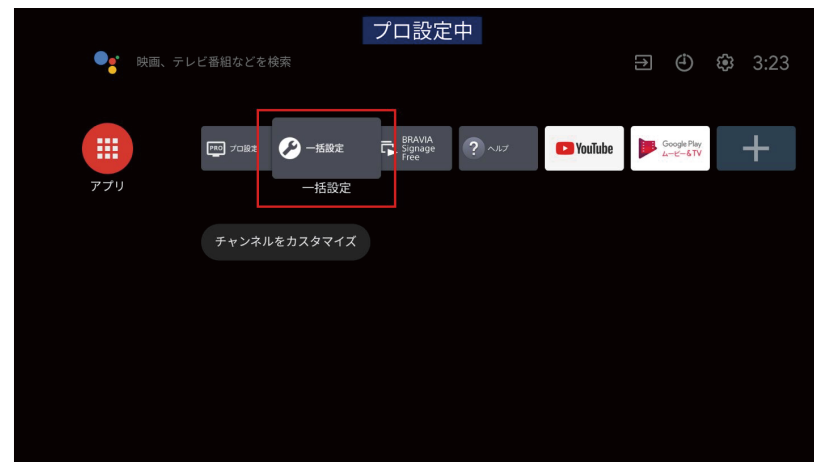 プロ設定中
映画、テレビ番組などを検索
3:23
アプリ
PRO プロ設定
一括設定
一括設定
BRAVIA
Signage
Free
? ヘルプ
YouTube
Google Play
ムービー&TV
チャンネルをカスタマイズ